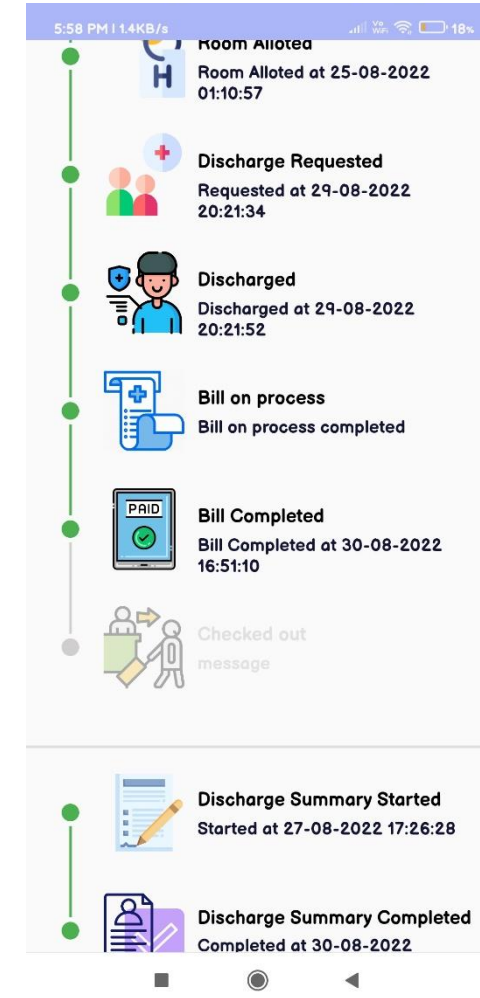 5:58 PM | 1.4KB/s
Vo
WiFi
18%
Room Alloted
Room Alloted at 25-08-2022
01:10:57
H
Discharge Requested
Requested at 29-08-2022
20:21:34
Discharged
Discharged at 29-08-2022
20:21:52
Bill on process
Bill on process completed
PAID
Bill Completed
Bill Completed at 30-08-2022
16:51:10
Checked out
message
Discharge Summary Started
Started at 27-08-2022 17:26:28
Discharge Summary Completed
Completed at 30-08-2022